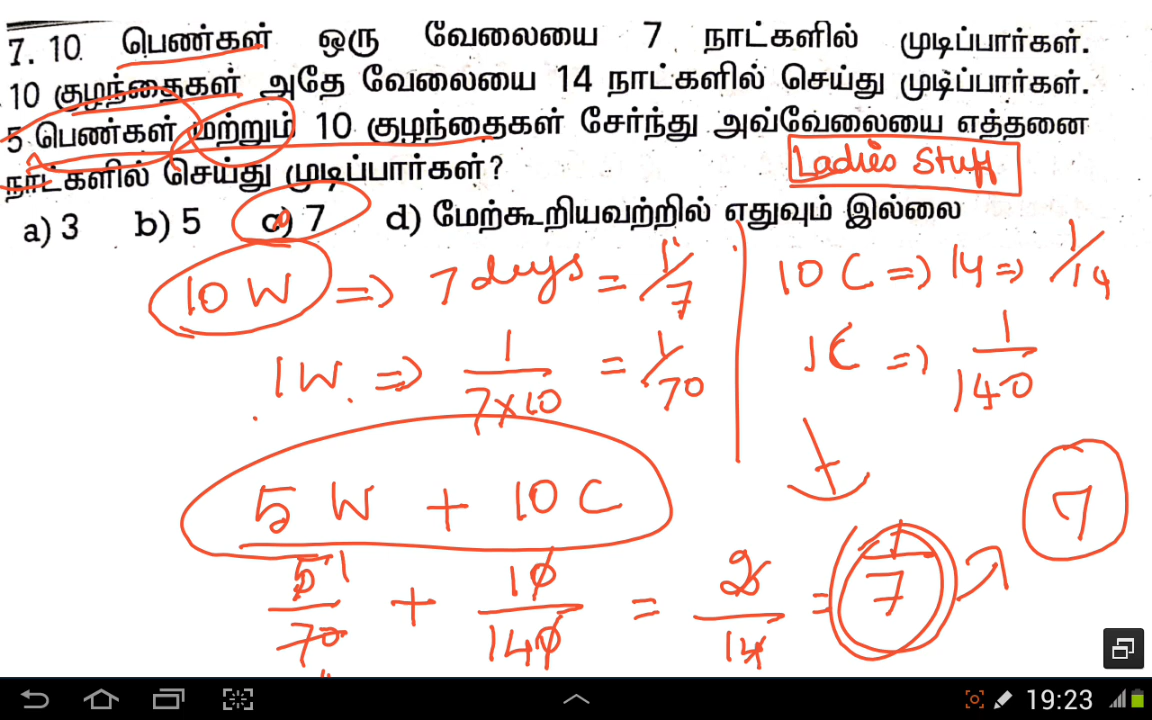 7. 10 பெண்கள் ஒரு வேலையை 7 நாட்களில் முடிப்பார்கள்.
10 குழந்தைகள் அதே வேலையை 14 நாட்களில் செய்து முடிப்பார்கள்.
5 பெண்கள் மற்றும் 10 குழந்தைகள் சேர்ந்து அவ்வேலையை எத்தனை
நாட்களில் செய்து முடிப்பார்கள்?
Ladies Stuff
a) 3 b) 5 c) 7 d) மேற்கூறியவற்றில் எதுவும் இல்லை
10 W => 7 days = 1/7
10 C => 14 => 1/14
1W => 1/7x10 = 1/70
1C => 1/140
5 W + 10 C
7
5/70 + 10/140 = 2/14 = 1/7
19:23